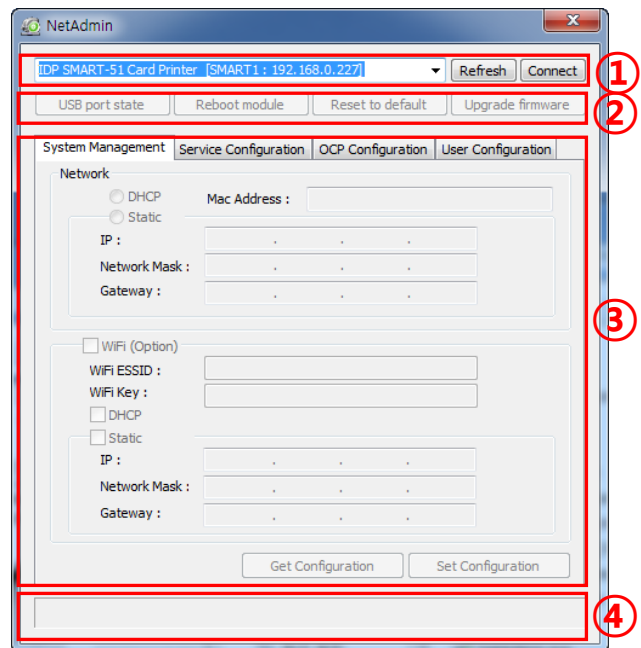 NetAdmin
IDP SMART-51 Card Printer [SMART1 : 192.168.0.227] Refresh Connect ①
USB port state Reboot module Reset to default Upgrade firmware ②
System Management Service Configuration OCP Configuration User Configuration
Network
DHCP Mac Address :
Static
IP : . . .
Network Mask : . . .
Gateway : . . .
③
WiFi (Option)
WiFi ESSID :
WiFi Key :
DHCP
Static
IP : . . .
Network Mask : . . .
Gateway : . . .
Get Configuration Set Configuration
④